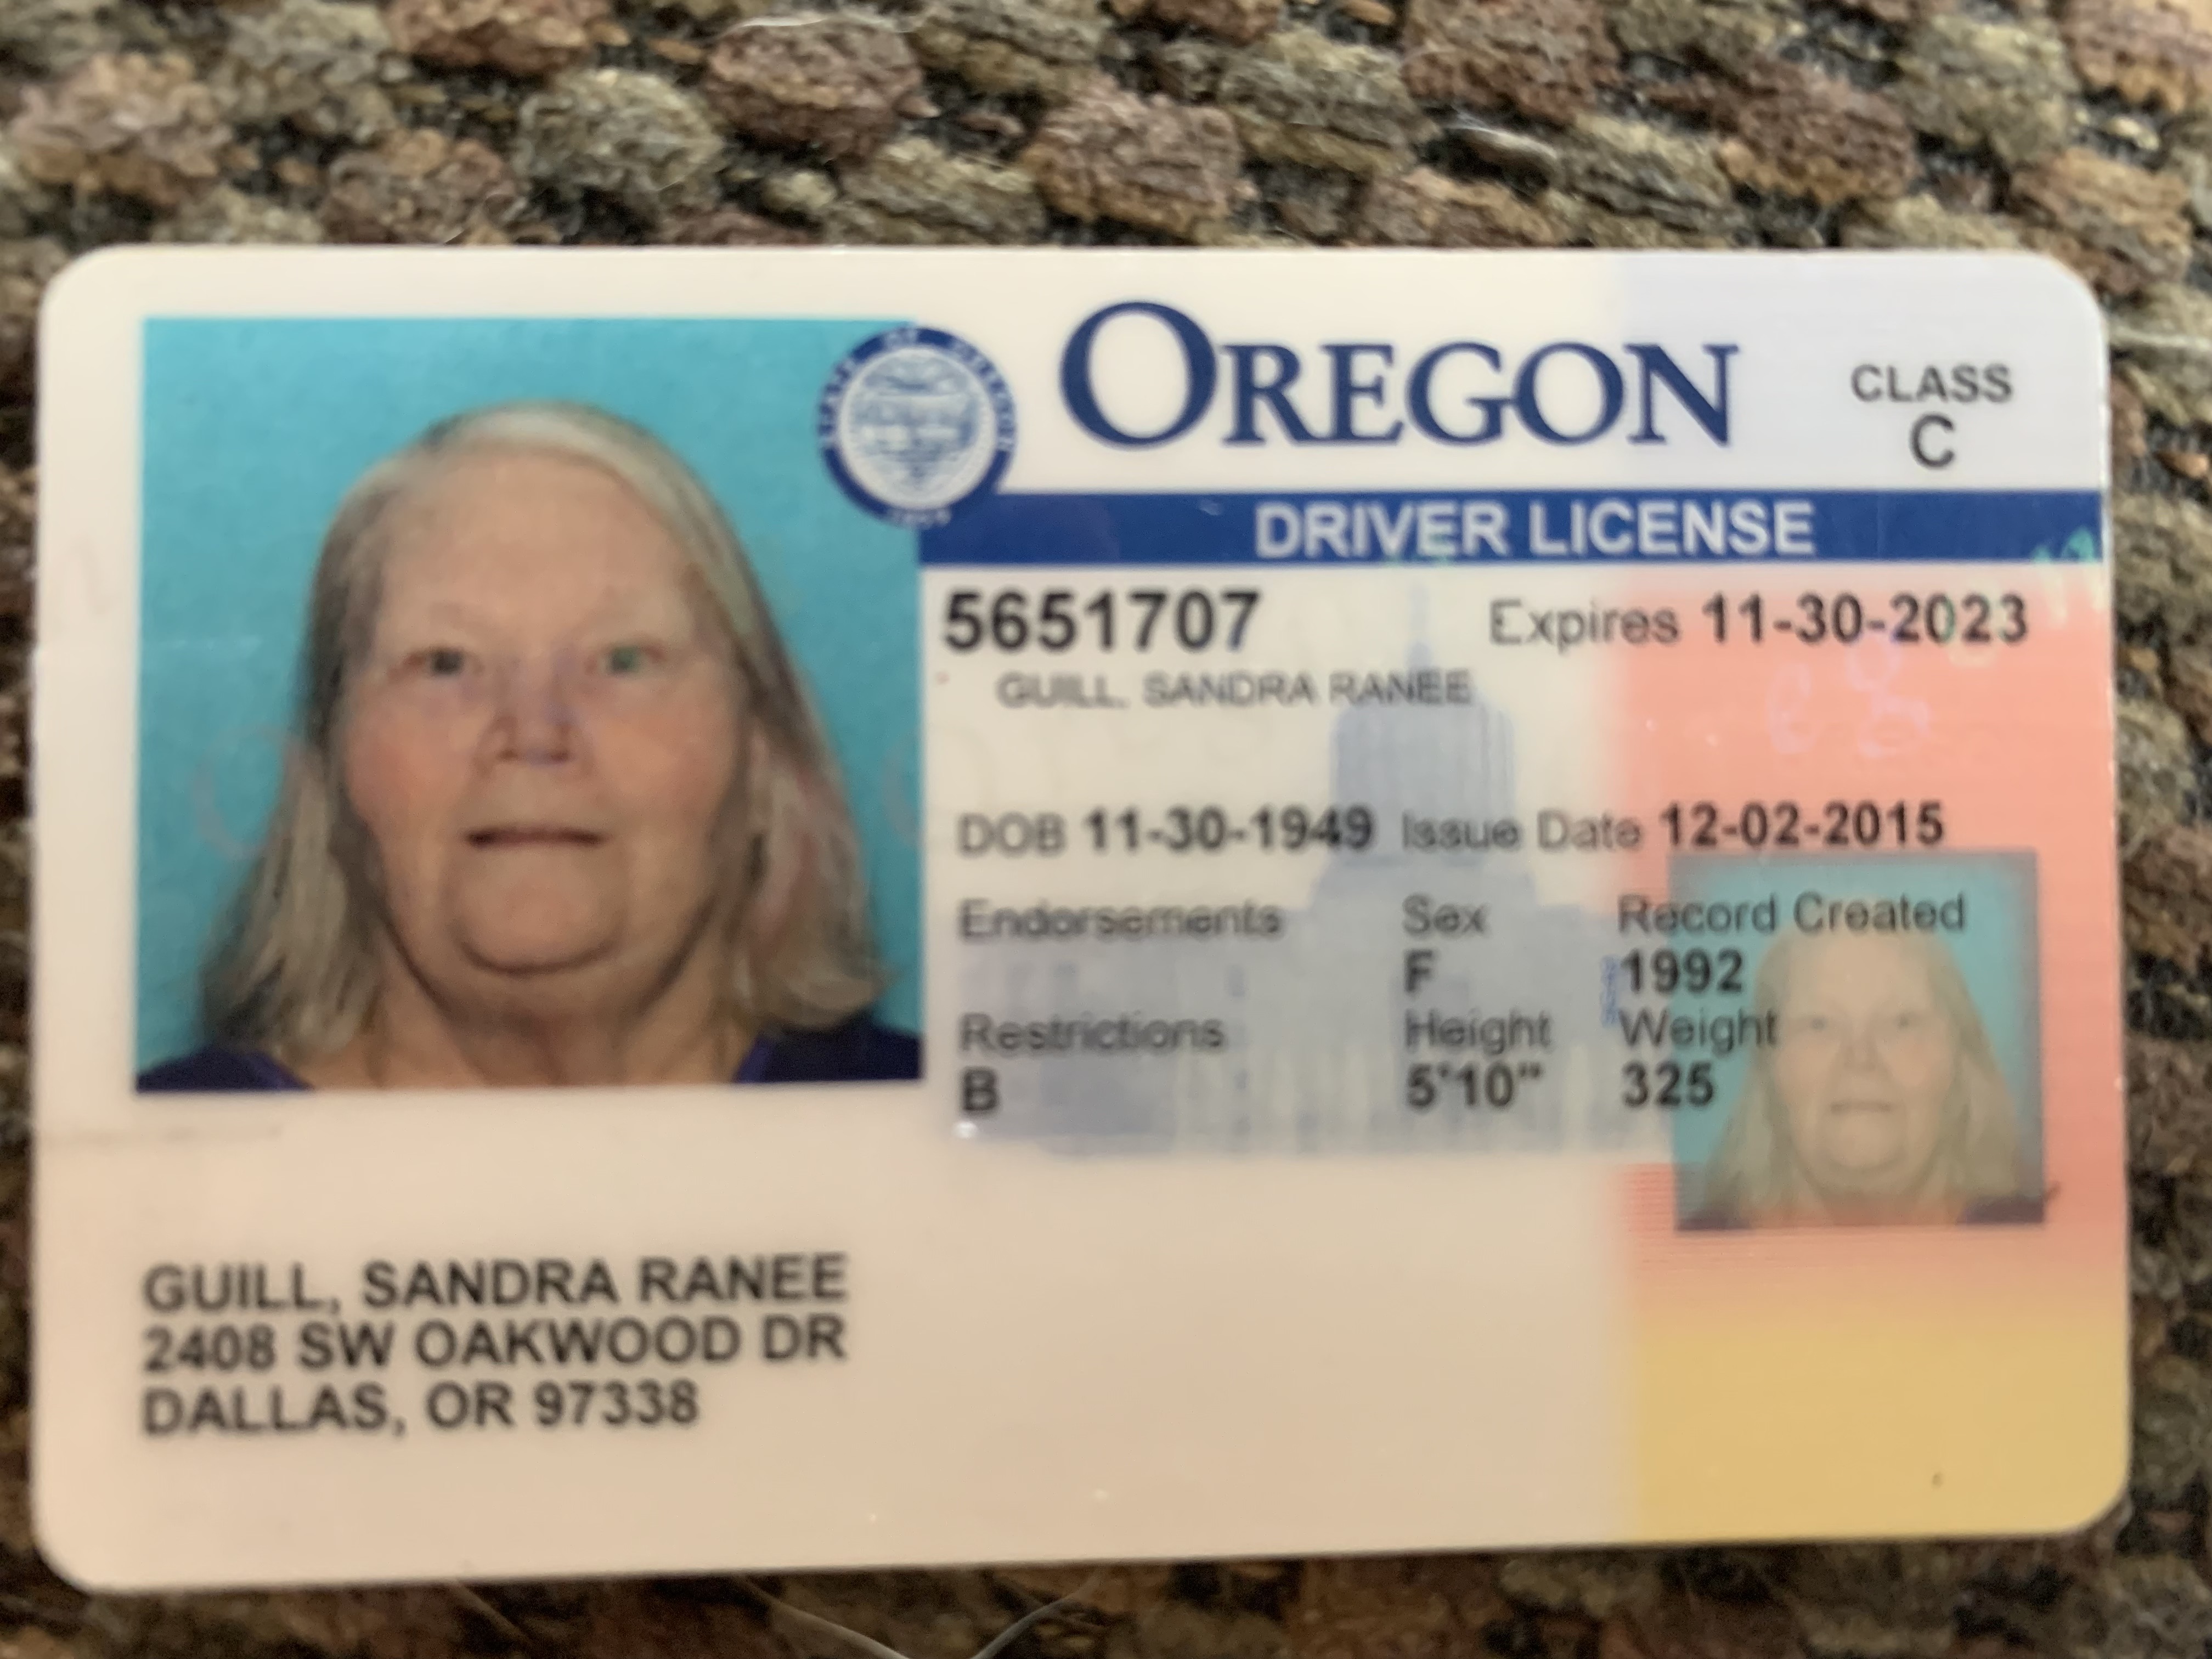 OREGON
CLASS
C
DRIVER LICENSE
5651707 Expires 11-30-2023
GUILL, SANDRA RANEE
DOB 11-30-1949 Issue Date 12-02-2015
Endorsements Sex Record Created
F 1992
Restrictions Height Weight
B 5'10" 325
GUILL, SANDRA RANEE
2408 SW OAKWOOD DR
DALLAS, OR 97338